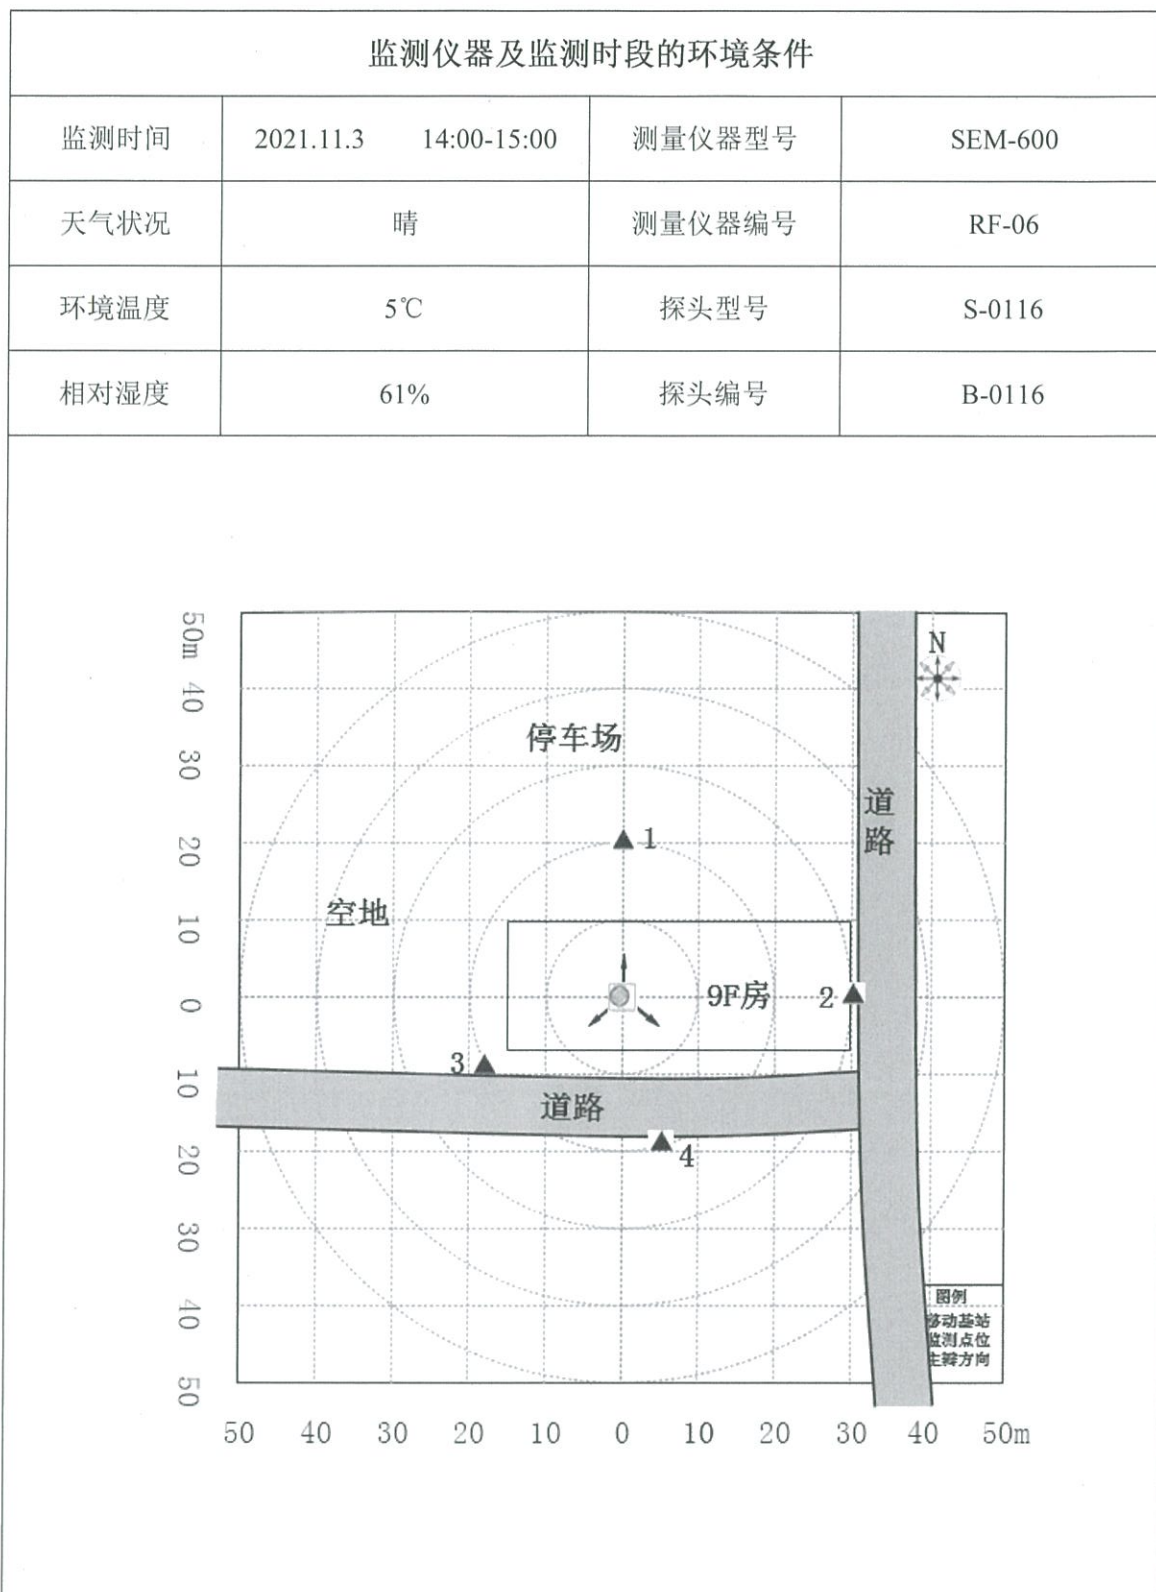 监测仪器及监测时段的环境条件
监测时间 2021.11.3 14:00-15:00 测量仪器型号 SEM-600
天气状况 晴 测量仪器编号 RF-06
环境温度 5℃ 探头型号 S-0116
相对湿度 61% 探头编号 B-0116
50m
40
30
20
10
0
10
20
30
40
50
N
停车场
道路
1
空地
9F房
2
3
道路
4
图例
移动基站
监测点位
主瓣方向
50 40 30 20 10 0 10 20 30 40 50m